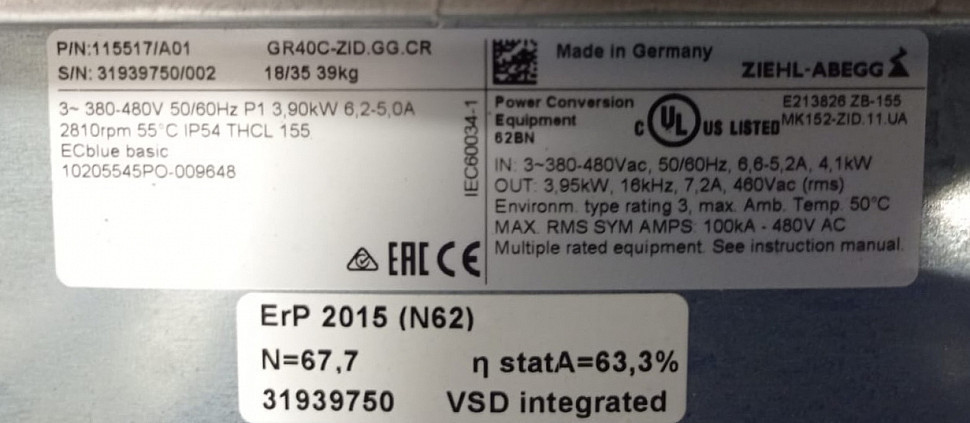 P/N:115517/A01 GR40C-ZID.GG.CR
S/N: 31939750/002 18/35 39kg
3~ 380-480V 50/60Hz P1 3,90kW 6,2-5,0A
2810rpm 55°C IP54 THCL 155
ECblue basic
10205545PO-009648
IEC60034-1
EAC CE
Made in Germany
ZIEHL-ABEGG
Power Conversion
Equipment
62BN
C UL US LISTED
E213826 ZB-155
MK152-ZID.11.UA
IN: 3~380-480Vac, 50/60Hz, 6,6-5,2A, 4,1kW
OUT: 3,95kW, 16kHz, 7,2A, 460Vac (rms)
Environm. type rating 3, max. Amb. Temp. 50°C
MAX. RMS SYM AMPS: 100kA - 480V AC
Multiple rated equipment. See instruction manual.
ErP 2015 (N62)
N=67,7 η statA=63,3%
31939750 VSD integrated